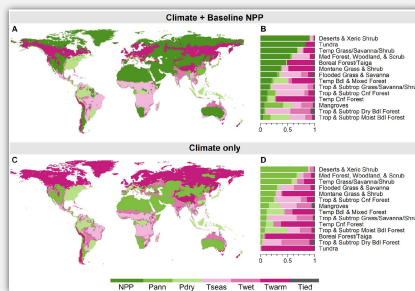 Climate + Baseline NPP
A
B
Deserts & Xeric Shrub
Tundra
Temp Grass/Savanna/Shrub
Med Forest, Woodland, & Scrub
Boreal Forest/Taiga
Montane Grass & Shrub
Flooded Grass & Savanna
Temp Bdl & Mixed Forest
Trop & Subtrop Grass/Savanna/Shrub
Trop & Subtrop Cnf Forest
Temp Cnf Forest
Mangroves
Trop & Subtrop Dry Bdl Forest
Trop & Subtrop Moist Bdl Forest
0 0.5 1
Climate only
C
D
Deserts & Xeric Shrub
Med Forest, Woodland, & Scrub
Temp Grass/Savanna/Shrub
Flooded Grass & Savanna
Montane Grass & Shrub
Trop & Subtrop Cnf Forest
Mangroves
Temp Bdl & Mixed Forest
Trop & Subtrop Grass/Savanna/Shrub
Temp Cnf Forest
Trop & Subtrop Moist Bdl Forest
Boreal Forest/Taiga
Trop & Subtrop Dry Bdl Forest
Tundra
0 0.5 1
NPP Pann Pdry Tseas Twet Twarm Tied